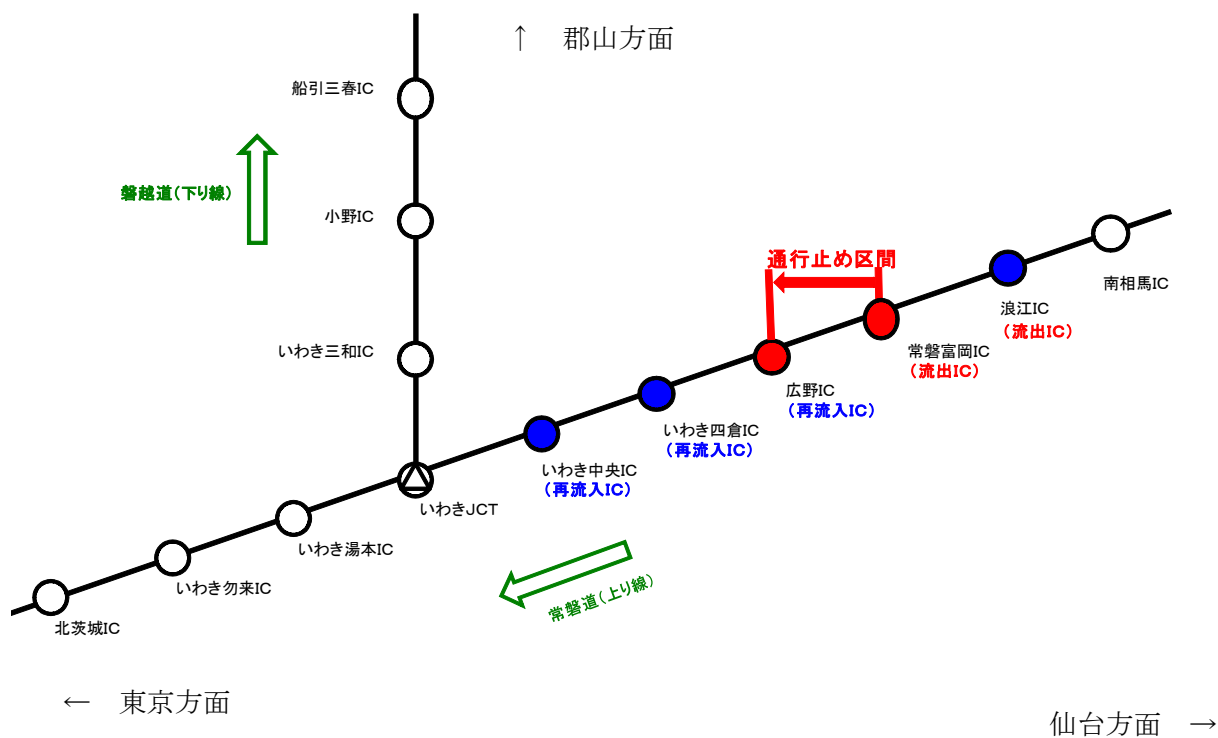 ↑ 郡山方面
船引三春IC
磐越道(下り線)
小野IC
通行止め区間
南相馬IC
浪江IC
(流出IC)
いわき三和IC
常磐富岡IC
(流出IC)
広野IC
(再流入IC)
いわき四倉IC
(再流入IC)
いわき中央IC
(再流入IC)
いわきJCT
いわき湯本IC
いわき勿来IC
常磐道(上り線)
北茨城IC
← 東京方面
仙台方面 →